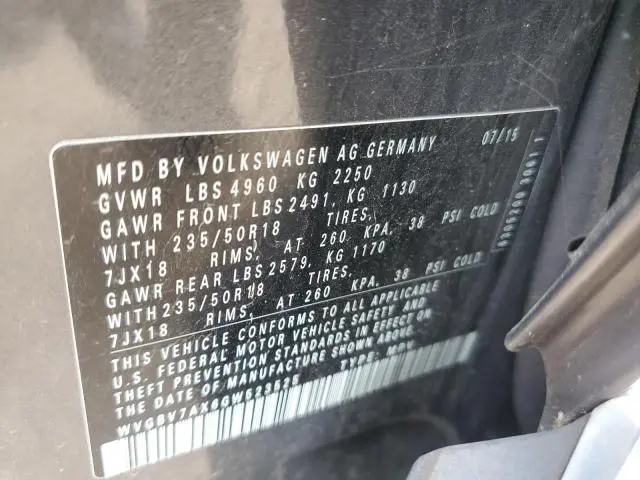 MFD BY VOLKSWAGEN AG GERMANY 07/15
GVWR LBS 4960 KG 2250
GAWR FRONT LBS 2491, KG 1130
WITH 235/50R18 TIRES,
7JX18 RIMS, AT 260 KPA, 38 PSI COLD
GAWR REAR LBS 2579, KG 1170
WITH 235/50R18 TIRES,
7JX18 RIMS, AT 260 KPA, 38 PSI COLD
THIS VEHICLE CONFORMS TO ALL APPLICABLE
U.S. FEDERAL MOTOR VEHICLE SAFETY AND
THEFT PREVENTION STANDARDS IN EFFECT ON
THE DATE OF MANUFACTURE SHOWN ABOVE.
WVGBV7AX6GW523525 TYPE: MPV